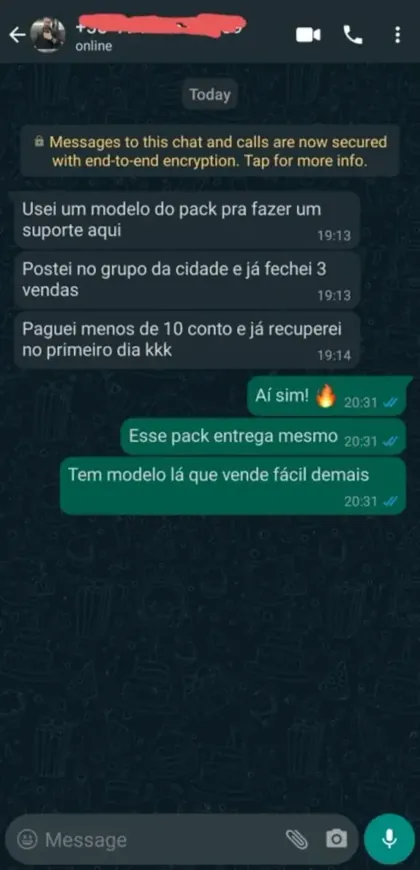 online
Today
Messages to this chat and calls are now secured
with end-to-end encryption. Tap for more info.
Usei um modelo do pack pra fazer um
suporte aqui
19:13
Postei no grupo da cidade e já fechei 3
vendas
19:13
Paguei menos de 10 conto e já recuperei
no primeiro dia kkk
19:14
Aí sim! 🔥 20:31
Esse pack entrega mesmo 20:31
Tem modelo lá que vende fácil demais
20:31
Message